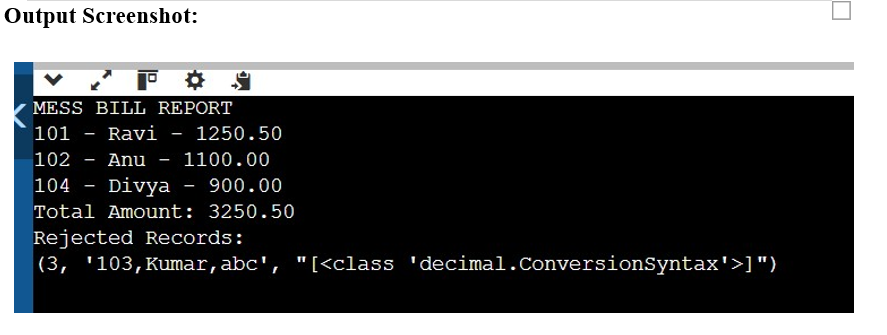 Output Screenshot:
MESS BILL REPORT
101 - Ravi - 1250.50
102 - Anu - 1100.00
104 - Divya - 900.00
Total Amount: 3250.50
Rejected Records:
(3, '103,Kumar,abc', "[<class 'decimal.ConversionSyntax'>]")